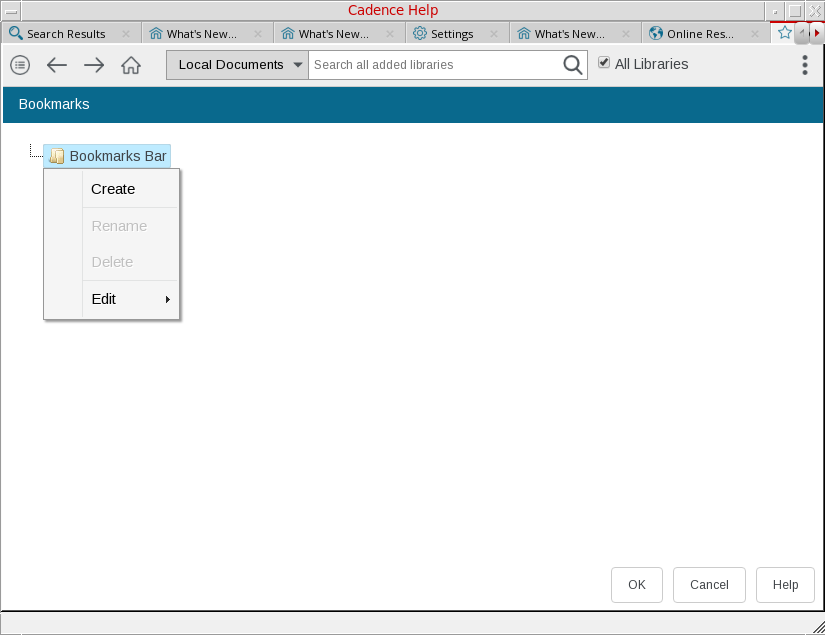 Cadence Help
Search Results What's New... What's New... Settings What's New... Online Res...
Local Documents Search all added libraries All Libraries
Bookmarks
Bookmarks Bar
Create
Rename
Delete
Edit
OK Cancel Help